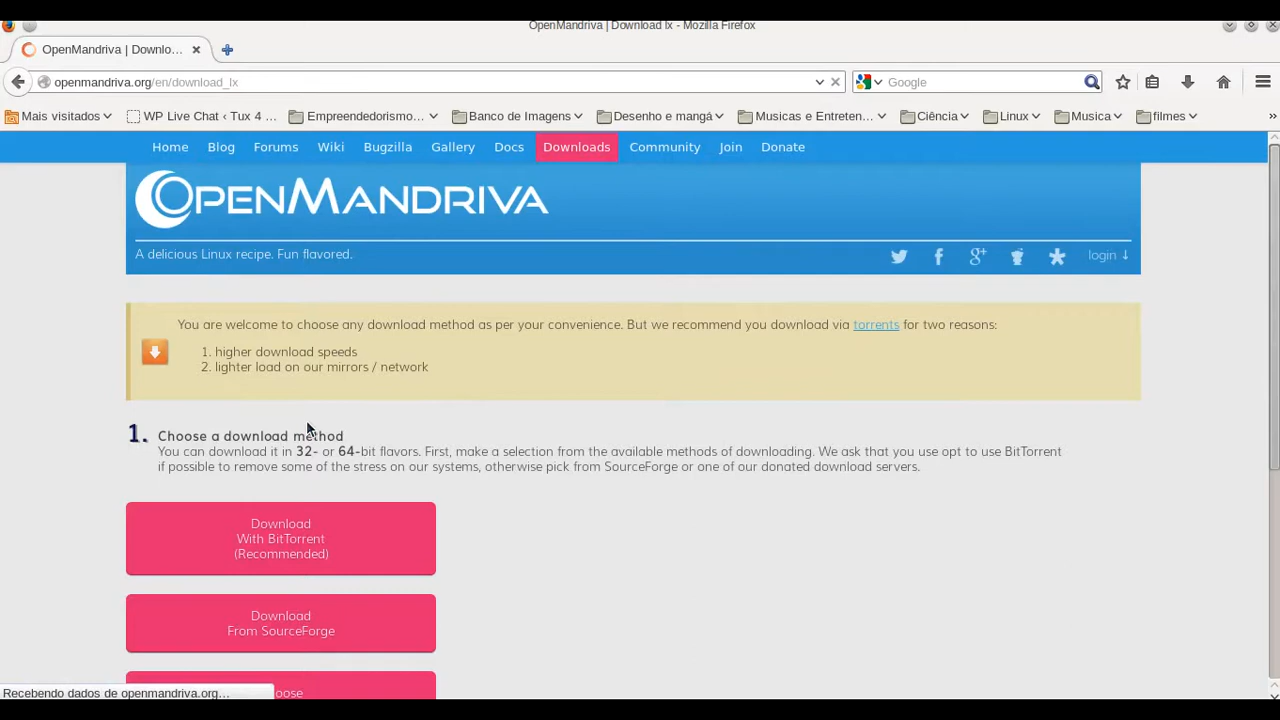 OpenMandriva | Download lx - Mozilla Firefox
OpenMandriva | Downlo...
openmandriva.org/en/download_lx
Google
Mais visitados
WP Live Chat ‹ Tux 4 ...
Empreendedorismo...
Banco de Imagens
Desenho e mangá
Musicas e Entreten...
Ciência
Linux
Musica
filmes
»
Home Blog Forums Wiki Bugzilla Gallery Docs Downloads Community Join Donate
OPENMANDRIVA
A delicious Linux recipe. Fun flavored.
login ↓
You are welcome to choose any download method as per your convenience. But we recommend you download via torrents for two reasons:
1. higher download speeds
2. lighter load on our mirrors / network
1. Choose a download method
You can download it in 32- or 64-bit flavors. First, make a selection from the available methods of downloading. We ask that you use opt to use BitTorrent
if possible to remove some of the stress on our systems, otherwise pick from SourceForge or one of our donated download servers.
Download
With BitTorrent
(Recommended)
Download
From SourceForge
Recebendo dados de openmandriva.org...
oose